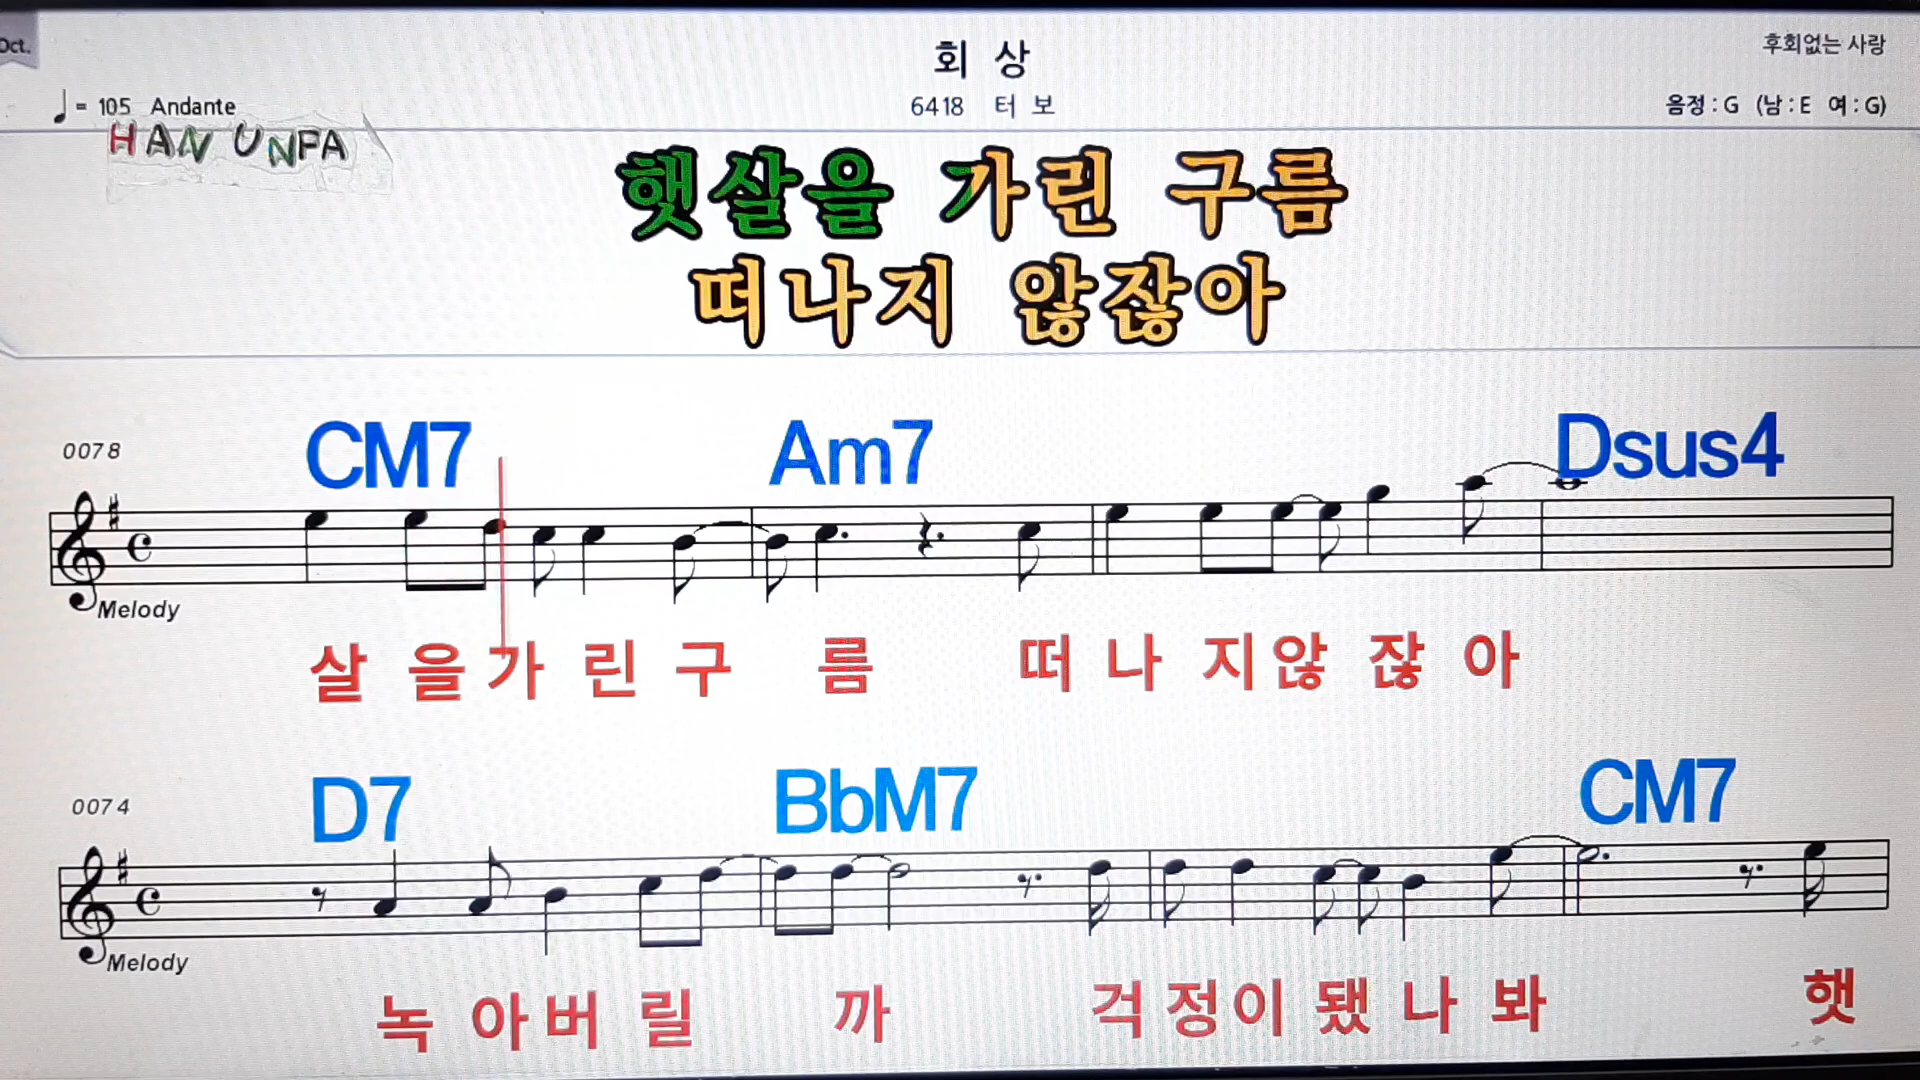 Oct.
회 상
후회없는 사랑
♩ = 105 Andante
6418 터 보
음정 : G (남 : E 여 : G)
HAN UNPA
햇살을 가린 구름
떠나지 않잖아
0078
CM7 Am7 Dsus4
Melody
살 을 가 린 구 름 떠 나 지 않 잖 아
0074
D7 BbM7 CM7
Melody
녹 아 버 릴 까 걱 정 이 됐 나 봐 햇